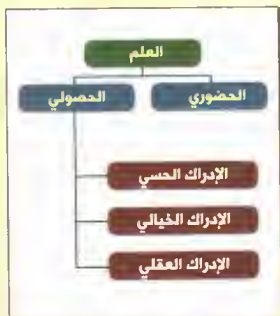 العلم
الحضوري الحصولي
الإدراك الحسي
الإدراك الخيالي
الإدراك العقلي